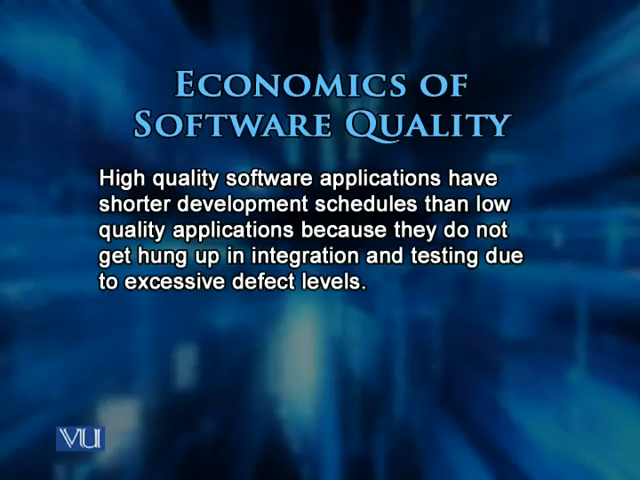 ECONOMICS OF
SOFTWARE QUALITY
High quality software applications have
shorter development schedules than low
quality applications because they do not
get hung up in integration and testing due
to excessive defect levels.
VU